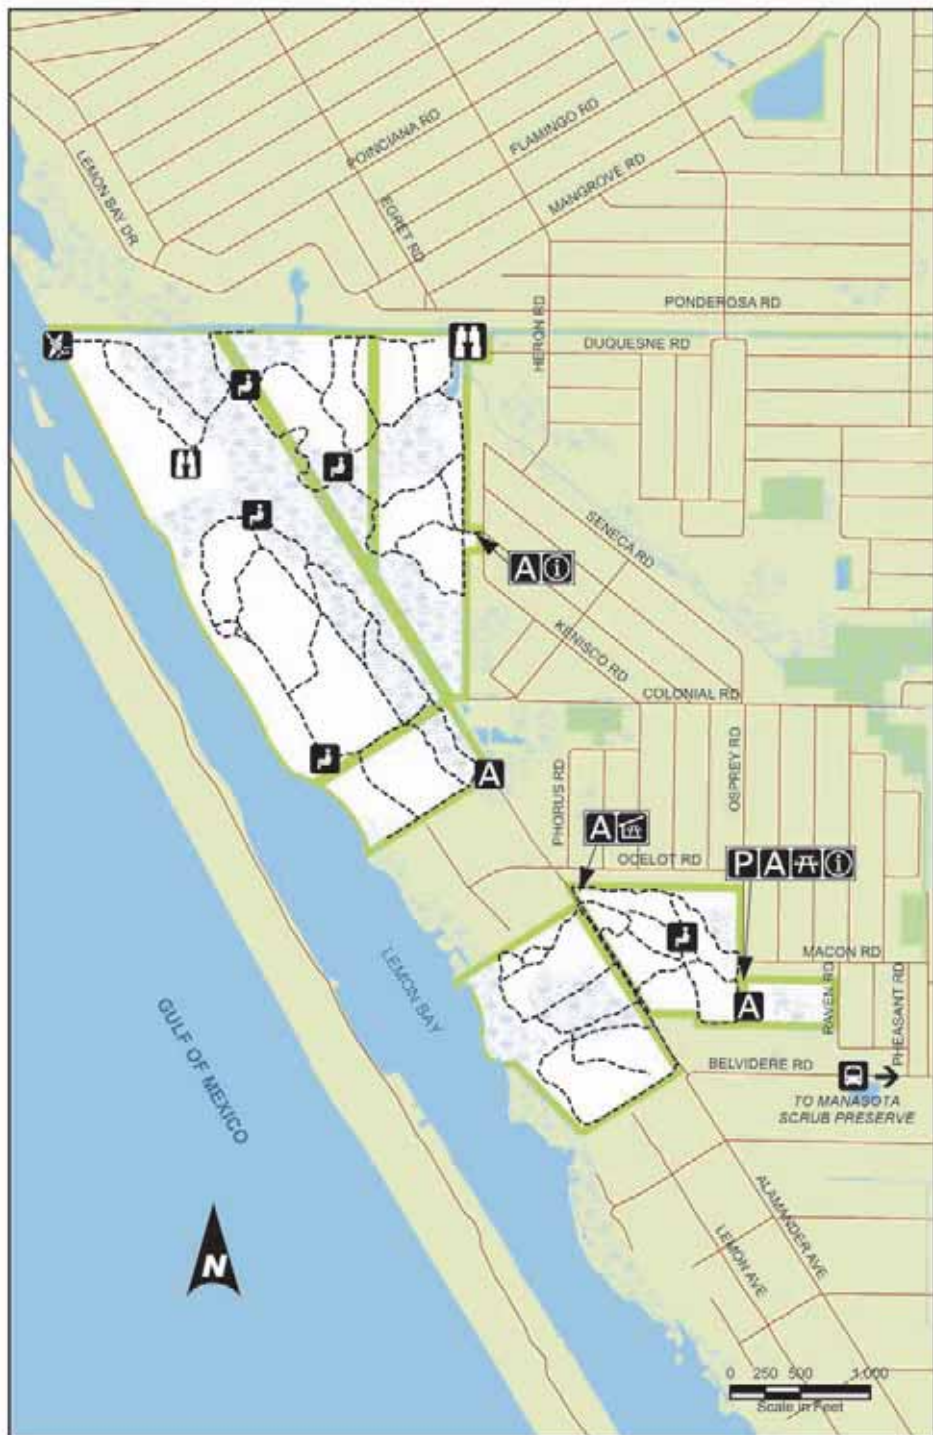 POINCIANA RD
FLAMINGO RD
MANGROVE RD
LEMON BAY DR
EGRET RD
HERON RD
PONDEROSA RD
DUQUESNE RD
SENECA RD
A i
KENISCO RD
COLONIAL RD
OSPREY RD
PHORUS RD
A
A
OCELOT RD
P A i
MACON RD
A
RAVEN RD
PHEASANT RD
BELVIDERE RD
TO MANASOTA
SCRUB PRESERVE
LEMON BAY
GULF OF MEXICO
N
ALAMANDER AVE
LEMON AVE
0 250 500 1,000
Scale in Feet